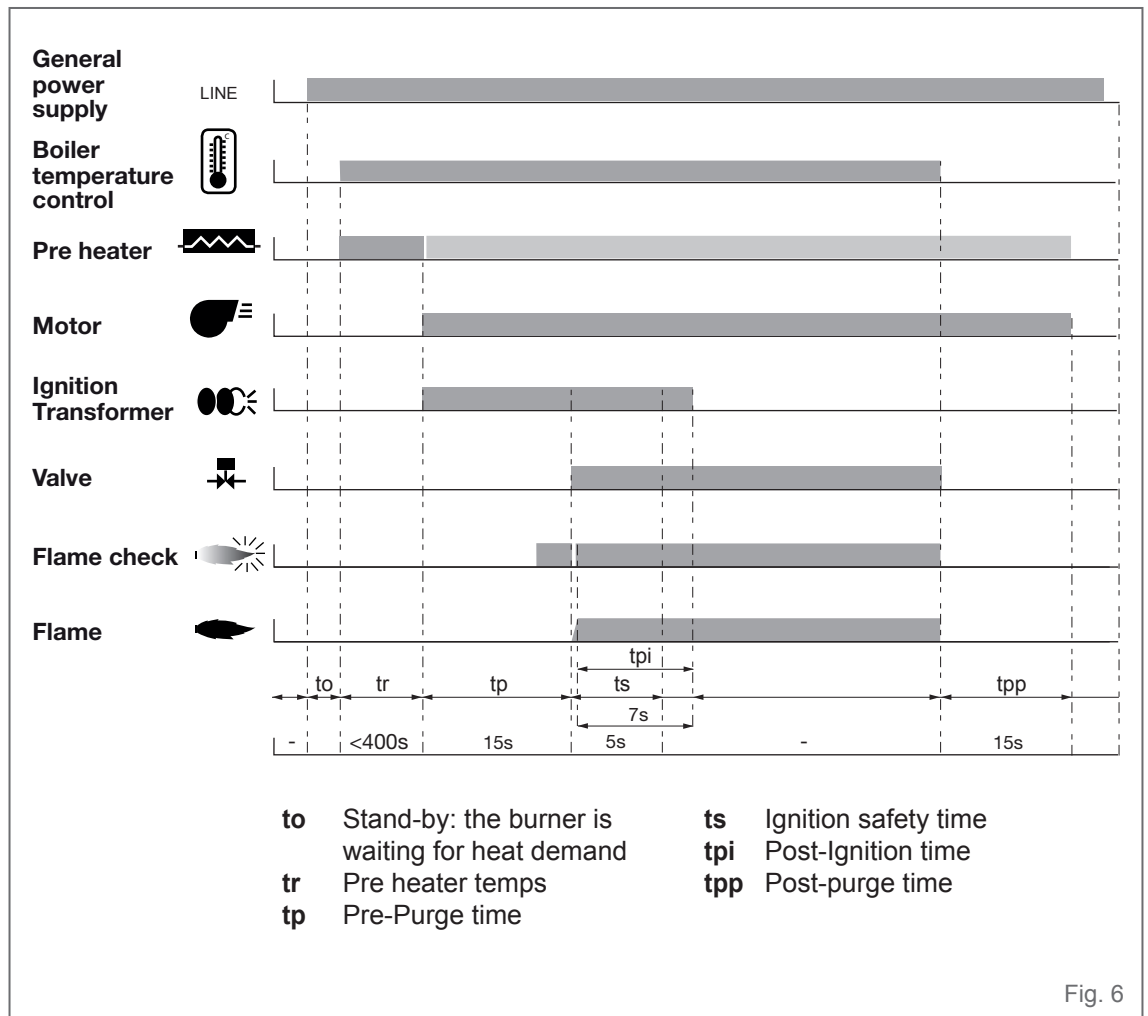 General
power
supply
LINE
Boiler
temperature
control
C
Pre heater
Motor
Ignition
Transformer
Valve
Flame check
Flame
tpi
to tr tp ts tpp
7s
- <400s 15s 5s - 15s
to Stand-by: the burner is
waiting for heat demand
tr Pre heater temps
tp Pre-Purge time
ts Ignition safety time
tpi Post-Ignition time
tpp Post-purge time
Fig. 6